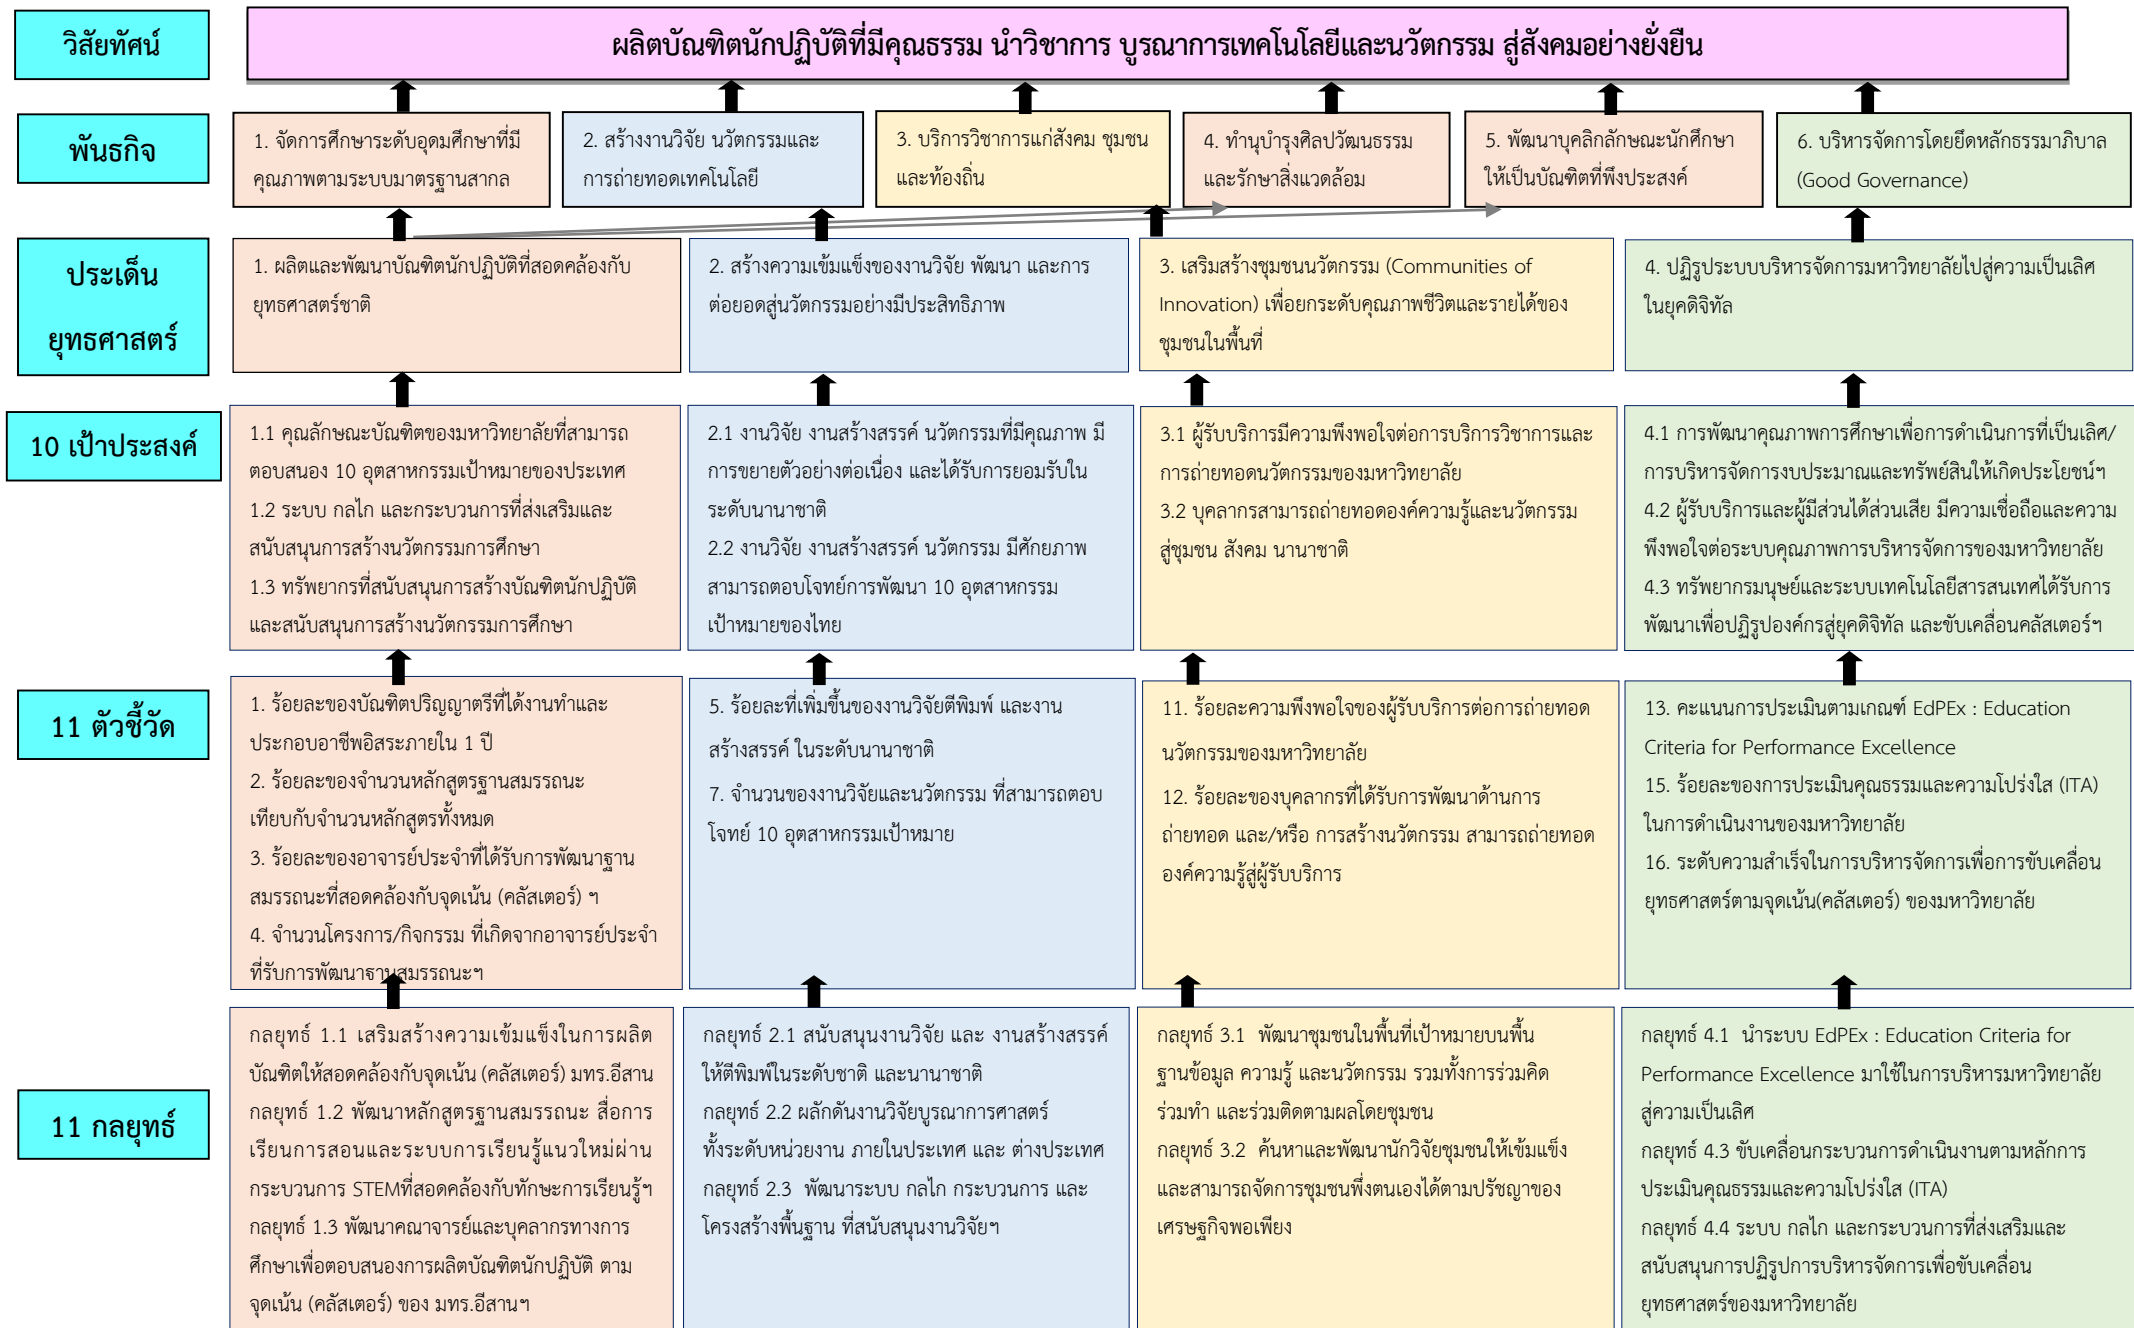 วิสัยทัศน์
ผลิตบัณฑิตนักปฏิบัติที่มีคุณธรรม นำวิชาการ บูรณาการเทคโนโลยีและนวัตกรรม สู่สังคมอย่างยั่งยืน
พันธกิจ
1. จัดการศึกษาระดับอุดมศึกษาที่มี
คุณภาพตามระบบมาตรฐานสากล
2. สร้างงานวิจัย นวัตกรรมและ
การถ่ายทอดเทคโนโลยี
3. บริการวิชาการแก่สังคม ชุมชน
และท้องถิ่น
4. ทำนุบำรุงศิลปวัฒนธรรม
และรักษาสิ่งแวดล้อม
5. พัฒนาบุคลิกลักษณะนักศึกษา
ให้เป็นบัณฑิตที่พึงประสงค์
6. บริหารจัดการโดยยึดหลักธรรมาภิบาล
(Good Governance)
ประเด็น
ยุทธศาสตร์
1. ผลิตและพัฒนาบัณฑิตนักปฏิบัติที่สอดคล้องกับ
ยุทธศาสตร์ชาติ
2. สร้างความเข้มแข็งของงานวิจัย พัฒนา และการ
ต่อยอดสู่นวัตกรรมอย่างมีประสิทธิภาพ
3. เสริมสร้างชุมชนนวัตกรรม (Communities of
Innovation) เพื่อยกระดับคุณภาพชีวิตและรายได้ของ
ชุมชนในพื้นที่
4. ปฏิรูประบบบริหารจัดการมหาวิทยาลัยไปสู่ความเป็นเลิศ
ในยุคดิจิทัล
10 เป้าประสงค์
1.1 คุณลักษณะบัณฑิตของมหาวิทยาลัยที่สามารถ
ตอบสนอง 10 อุตสาหกรรมเป้าหมายของประเทศ
1.2 ระบบ กลไก และกระบวนการที่ส่งเสริมและ
สนับสนุนการสร้างนวัตกรรมการศึกษา
1.3 ทรัพยากรที่สนับสนุนการสร้างบัณฑิตนักปฏิบัติ
และสนับสนุนการสร้างนวัตกรรมการศึกษา
2.1 งานวิจัย งานสร้างสรรค์ นวัตกรรมที่มีคุณภาพ มี
การขยายตัวอย่างต่อเนื่อง และได้รับการยอมรับใน
ระดับนานาชาติ
2.2 งานวิจัย งานสร้างสรรค์ นวัตกรรม มีศักยภาพ
สามารถตอบโจทย์การพัฒนา 10 อุตสาหกรรม
เป้าหมายของไทย
3.1 ผู้รับบริการมีความพึงพอใจต่อการบริการวิชาการและ
การถ่ายทอดนวัตกรรมของมหาวิทยาลัย
3.2 บุคลากรสามารถถ่ายทอดองค์ความรู้และนวัตกรรม
สู่ชุมชน สังคม นานาชาติ
4.1 การพัฒนาคุณภาพการศึกษาเพื่อการดำเนินการที่เป็นเลิศ/
การบริหารจัดการงบประมาณและทรัพย์สินให้เกิดประโยชน์ฯ
4.2 ผู้รับบริการและผู้มีส่วนได้ส่วนเสีย มีความเชื่อถือและความ
พึงพอใจต่อระบบคุณภาพการบริหารจัดการของมหาวิทยาลัย
4.3 ทรัพยากรมนุษย์และระบบเทคโนโลยีสารสนเทศได้รับการ
พัฒนาเพื่อปฏิรูปองค์กรสู่ยุคดิจิทัล และขับเคลื่อนคลัสเตอร์ฯ
11 ตัวชี้วัด
1. ร้อยละของบัณฑิตปริญญาตรีที่ได้งานทำและ
ประกอบอาชีพอิสระภายใน 1 ปี
2. ร้อยละของจำนวนหลักสูตรฐานสมรรถนะ
เทียบกับจำนวนหลักสูตรทั้งหมด
3. ร้อยละของอาจารย์ประจำที่ได้รับการพัฒนาฐาน
สมรรถนะที่สอดคล้องกับจุดเน้น (คลัสเตอร์) ฯ
4. จำนวนโครงการ/กิจกรรม ที่เกิดจากอาจารย์ประจำ
ที่รับการพัฒนาฐานสมรรถนะฯ
5. ร้อยละที่เพิ่มขึ้นของงานวิจัยตีพิมพ์ และงาน
สร้างสรรค์ ในระดับนานาชาติ
7. จำนวนของงานวิจัยและนวัตกรรม ที่สามารถตอบ
โจทย์ 10 อุตสาหกรรมเป้าหมาย
11. ร้อยละความพึงพอใจของผู้รับบริการต่อการถ่ายทอด
นวัตกรรมของมหาวิทยาลัย
12. ร้อยละของบุคลากรที่ได้รับการพัฒนาด้านการ
ถ่ายทอด และ/หรือ การสร้างนวัตกรรม สามารถถ่ายทอด
องค์ความรู้สู่ผู้รับบริการ
13. คะแนนการประเมินตามเกณฑ์ EdPEx : Education
Criteria for Performance Excellence
15. ร้อยละของการประเมินคุณธรรมและความโปร่งใส (ITA)
ในการดำเนินงานของมหาวิทยาลัย
16. ระดับความสำเร็จในการบริหารจัดการเพื่อการขับเคลื่อน
ยุทธศาสตร์ตามจุดเน้น(คลัสเตอร์) ของมหาวิทยาลัย
11 กลยุทธ์
กลยุทธ์ 1.1 เสริมสร้างความเข้มแข็งในการผลิต
บัณฑิตให้สอดคล้องกับจุดเน้น (คลัสเตอร์) มทร.อีสาน
กลยุทธ์ 1.2 พัฒนาหลักสูตรฐานสมรรถนะ สื่อการ
เรียนการสอนและระบบการเรียนรู้แนวใหม่ผ่าน
กระบวนการ STEMที่สอดคล้องกับทักษะการเรียนรู้ฯ
กลยุทธ์ 1.3 พัฒนาคณาจารย์และบุคลากรทางการ
ศึกษาเพื่อตอบสนองการผลิตบัณฑิตนักปฏิบัติ ตาม
จุดเน้น (คลัสเตอร์) ของ มทร.อีสานฯ
กลยุทธ์ 2.1 สนับสนุนงานวิจัย และ งานสร้างสรรค์
ให้ตีพิมพ์ในระดับชาติ และนานาชาติ
กลยุทธ์ 2.2 ผลักดันงานวิจัยบูรณาการศาสตร์
ทั้งระดับหน่วยงาน ภายในประเทศ และ ต่างประเทศ
กลยุทธ์ 2.3 พัฒนาระบบ กลไก กระบวนการ และ
โครงสร้างพื้นฐาน ที่สนับสนุนงานวิจัยฯ
กลยุทธ์ 3.1 พัฒนาชุมชนในพื้นที่เป้าหมายบนพื้น
ฐานข้อมูล ความรู้ และนวัตกรรม รวมทั้งการร่วมคิด
ร่วมทำ และร่วมติดตามผลโดยชุมชน
กลยุทธ์ 3.2 ค้นหาและพัฒนานักวิจัยชุมชนให้เข้มแข็ง
และสามารถจัดการชุมชนพึ่งตนเองได้ตามปรัชญาของ
เศรษฐกิจพอเพียง
กลยุทธ์ 4.1 นำระบบ EdPEx : Education Criteria for
Performance Excellence มาใช้ในการบริหารมหาวิทยาลัย
สู่ความเป็นเลิศ
กลยุทธ์ 4.3 ขับเคลื่อนกระบวนการดำเนินงานตามหลักการ
ประเมินคุณธรรมและความโปร่งใส (ITA)
กลยุทธ์ 4.4 ระบบ กลไก และกระบวนการที่ส่งเสริมและ
สนับสนุนการปฏิรูปการบริหารจัดการเพื่อขับเคลื่อน
ยุทธศาสตร์ของมหาวิทยาลัย